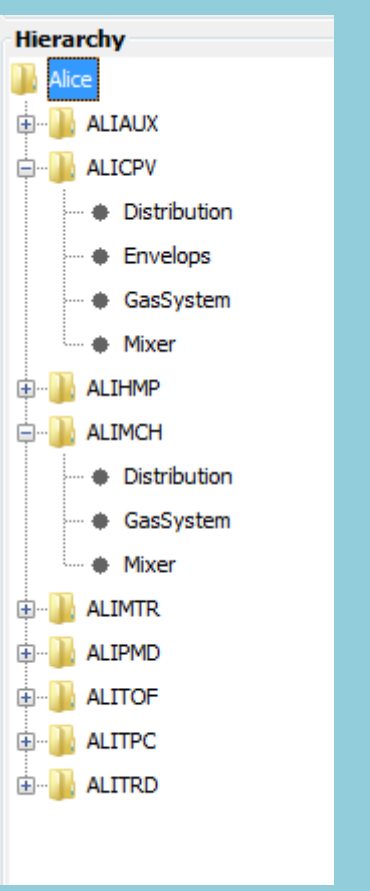 Hierarchy
Alice
ALIAUX
ALICPV
Distribution
Envelops
GasSystem
Mixer
ALIHMP
ALIMCH
Distribution
GasSystem
Mixer
ALIMTR
ALIPMD
ALITOF
ALITPC
ALITRD